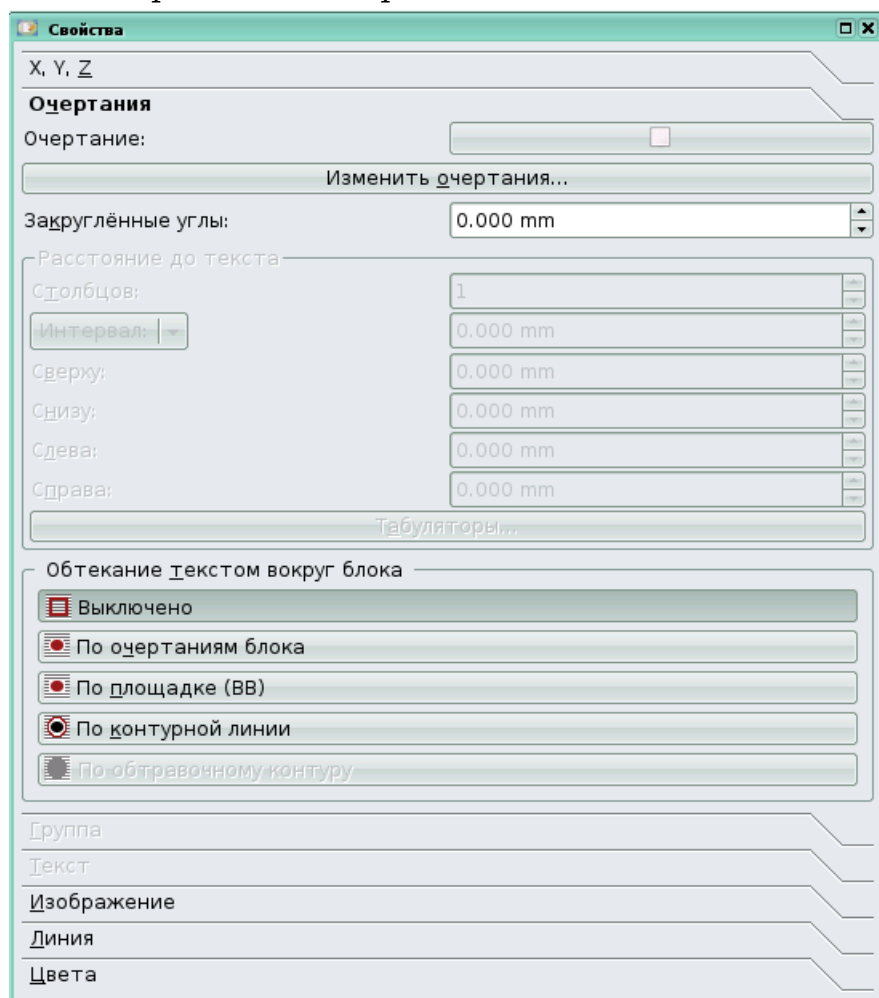 Свойства
X, Y, Z
Очертания
Очертание:
Изменить очертания...
Закруглённые углы: 0.000 mm
Расстояние до текста
Столбцов: 1
Интервал: 0.000 mm
Сверху: 0.000 mm
Снизу: 0.000 mm
Слева: 0.000 mm
Справа: 0.000 mm
Табуляторы...
Обтекание текстом вокруг блока
Выключено
По очертаниям блока
По площадке (BB)
По контурной линии
По обтравочному контуру
Группа
Текст
Изображение
Линия
Цвета